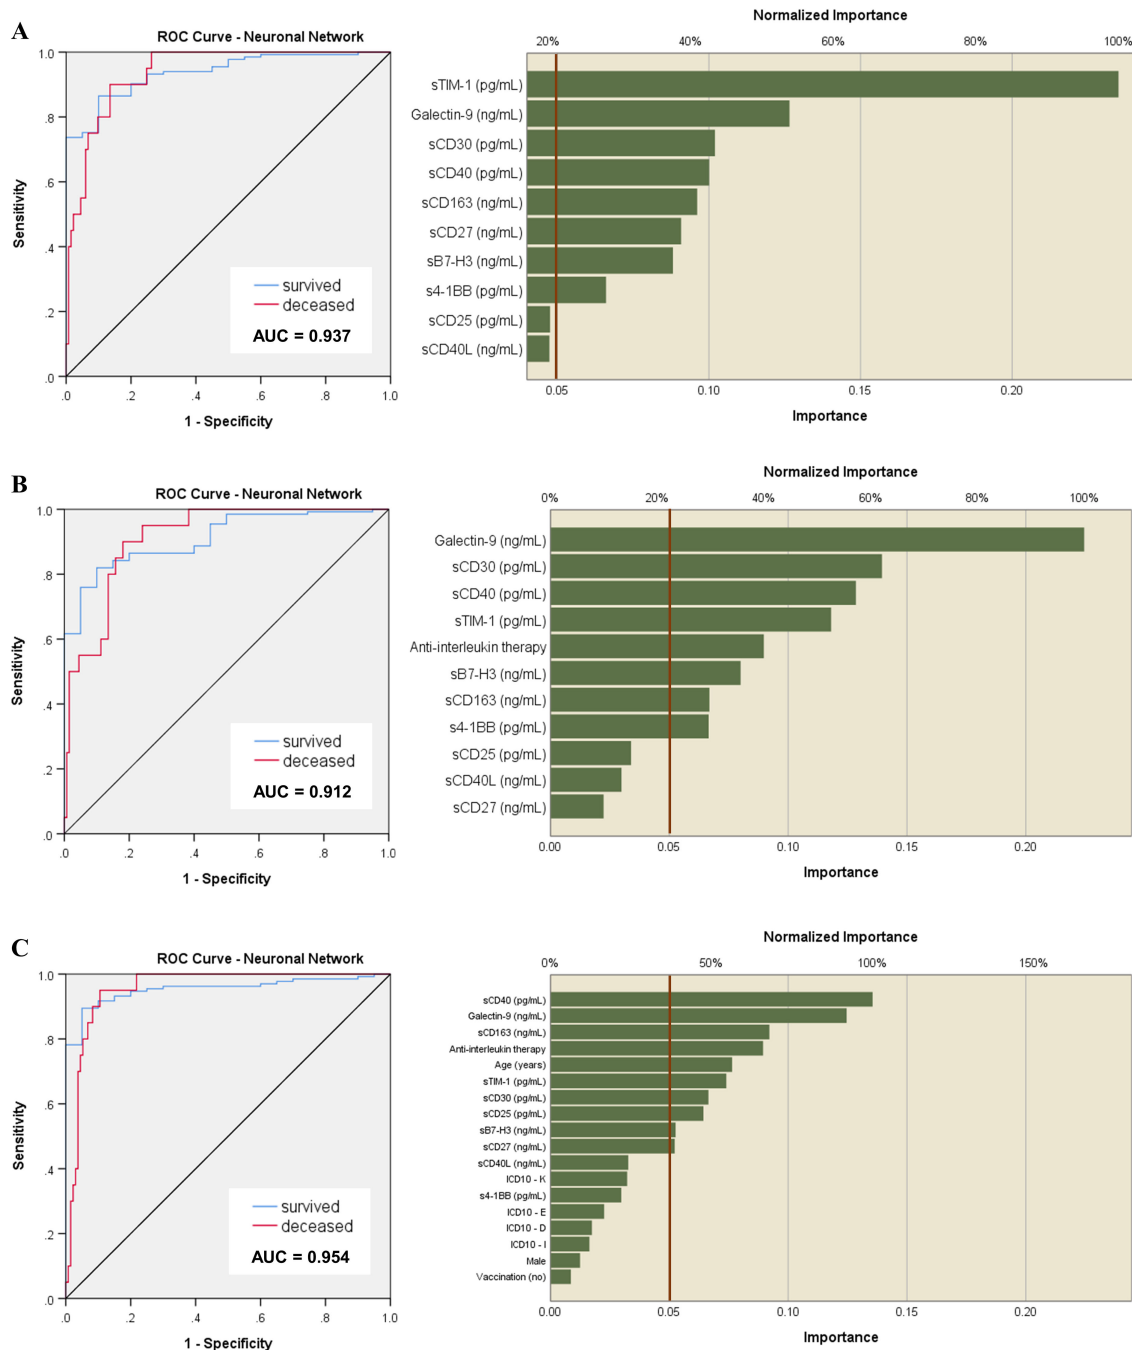 A
ROC Curve - Neuronal Network
1.0
.8
.6
.4
.2
.0
Sensitivity
survived
deceased
AUC = 0.937
.0 .2 .4 .6 .8 1.0
1 - Specificity
Normalized Importance
20% 40% 60% 80% 100%
sTIM-1 (pg/mL)
Galectin-9 (ng/mL)
sCD30 (pg/mL)
sCD40 (pg/mL)
sCD163 (ng/mL)
sCD27 (ng/mL)
sB7-H3 (ng/mL)
s4-1BB (pg/mL)
sCD25 (pg/mL)
sCD40L (ng/mL)
0.05 0.10 0.15 0.20
Importance
B
ROC Curve - Neuronal Network
1.0
.8
.6
.4
.2
.0
Sensitivity
survived
deceased
AUC = 0.912
.0 .2 .4 .6 .8 1.0
1 - Specificity
Normalized Importance
0% 20% 40% 60% 80% 100%
Galectin-9 (ng/mL)
sCD30 (pg/mL)
sCD40 (pg/mL)
sTIM-1 (pg/mL)
Anti-interleukin therapy
sB7-H3 (ng/mL)
sCD163 (ng/mL)
s4-1BB (pg/mL)
sCD25 (pg/mL)
sCD40L (ng/mL)
sCD27 (ng/mL)
0.00 0.05 0.10 0.15 0.20
Importance
C
ROC Curve - Neuronal Network
1.0
.8
.6
.4
.2
.0
Sensitivity
survived
deceased
AUC = 0.954
.0 .2 .4 .6 .8 1.0
1 - Specificity
Normalized Importance
0% 50% 100% 150%
sCD40 (pg/mL)
Galectin-9 (ng/mL)
sCD163 (ng/mL)
Anti-interleukin therapy
Age (years)
sTIM-1 (pg/mL)
sCD30 (pg/mL)
sCD25 (pg/mL)
sB7-H3 (ng/mL)
sCD27 (ng/mL)
sCD40L (ng/mL)
ICD10 - K
s4-1BB (pg/mL)
ICD10 - E
ICD10 - D
ICD10 - I
Male
Vaccination (no)
0.00 0.05 0.10 0.15 0.20
Importance